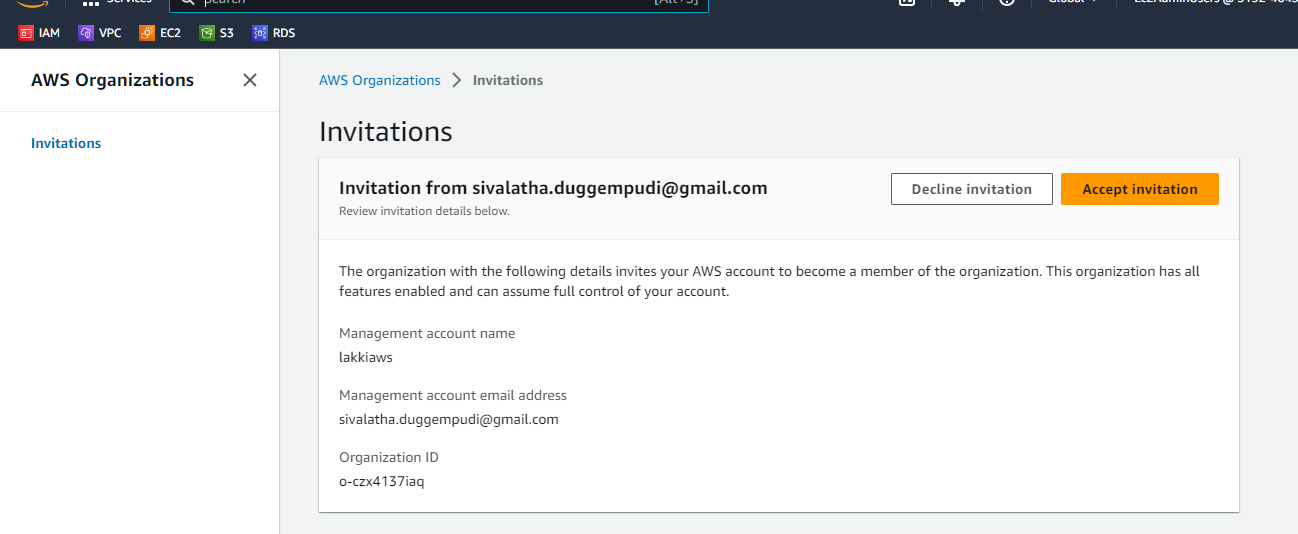 Services
Search
[Alt+S]
Global
IAM VPC EC2 S3 RDS
AWS Organizations
Invitations
AWS Organizations > Invitations
Invitations
Invitation from sivalatha.duggempudi@gmail.com
Review invitation details below.
Decline invitation
Accept invitation
The organization with the following details invites your AWS account to become a member of the organization. This organization has all
features enabled and can assume full control of your account.
Management account name
lakkiaws
Management account email address
sivalatha.duggempudi@gmail.com
Organization ID
o-czx4137iaq